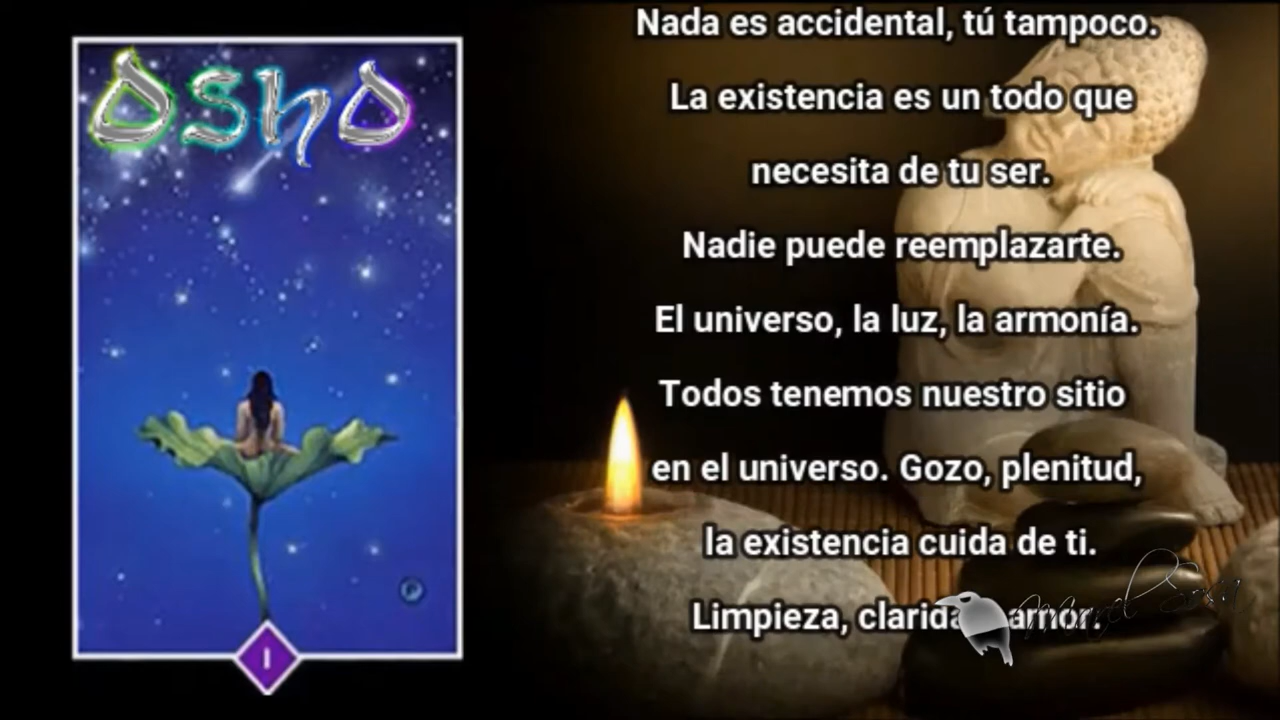 OSHO
I
Nada es accidental, tú tampoco.
La existencia es un todo que
necesita de tu ser.
Nadie puede reemplazarte.
El universo, la luz, la armonía.
Todos tenemos nuestro sitio
en el universo. Gozo, plenitud,
la existencia cuida de ti.
Limpieza, amor.